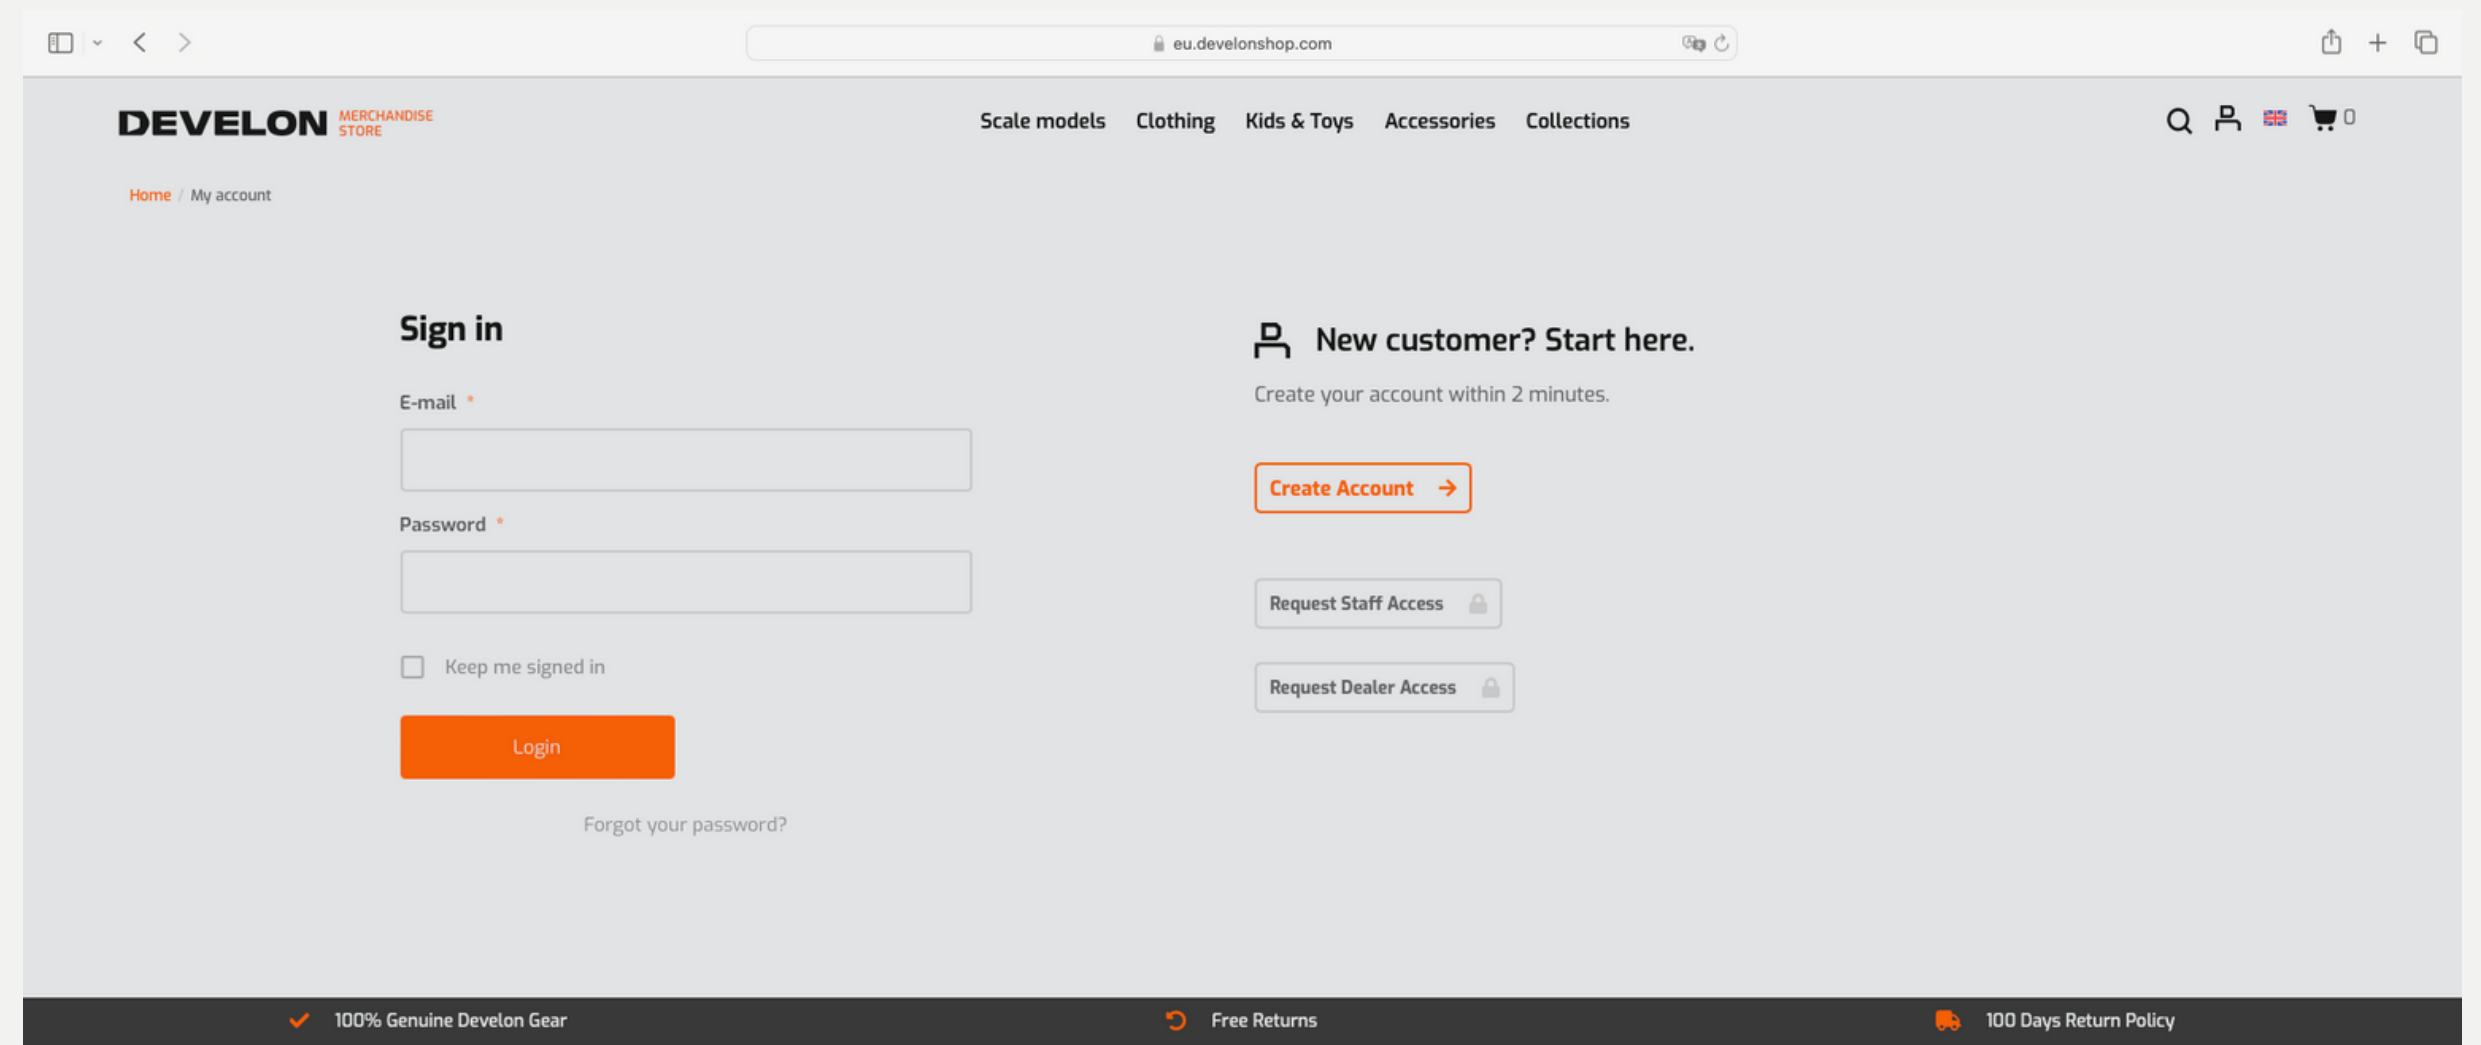 eu.develonshop.com
DEVELON MERCHANDISE STORE
Scale models Clothing Kids & Toys Accessories Collections
0
Home / My account
Sign in
E-mail *
Password *
Keep me signed in
Login
Forgot your password?
New customer? Start here.
Create your account within 2 minutes.
Create Account
Request Staff Access
Request Dealer Access
100% Genuine Develon Gear
Free Returns
100 Days Return Policy